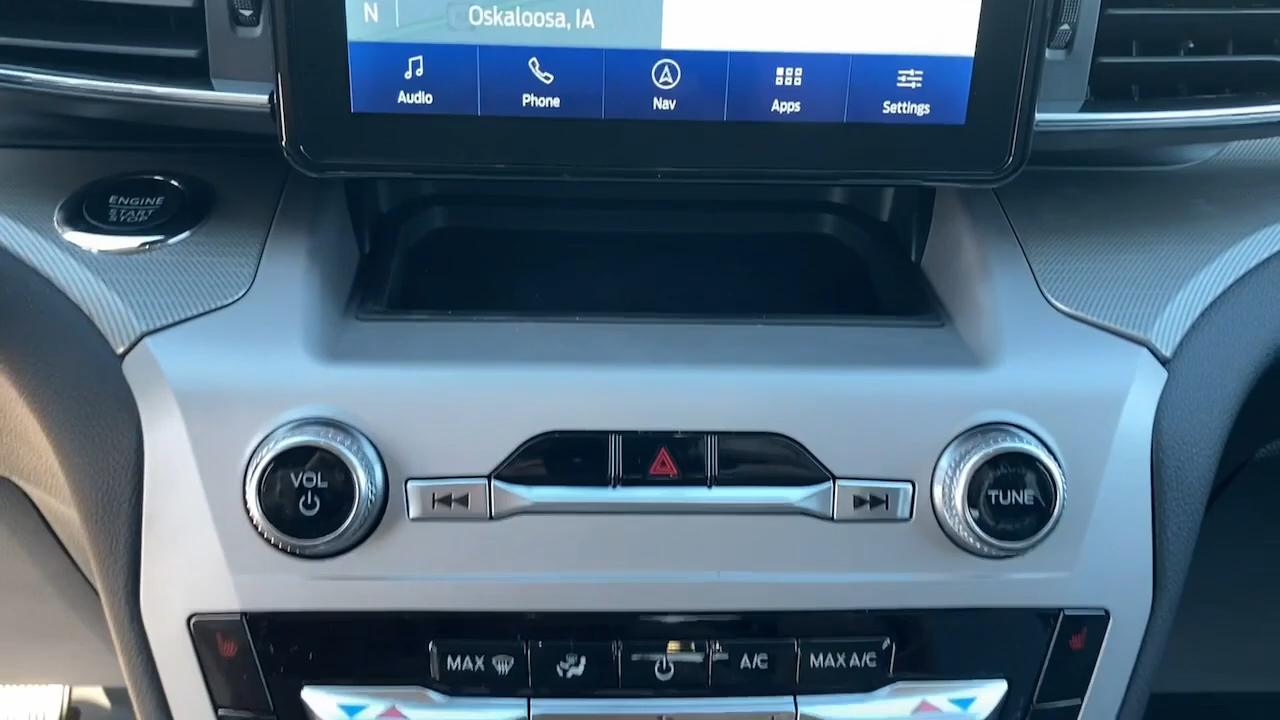 N
Oskaloosa, IA
Audio Phone Nav Apps Settings
ENGINE
START
STOP
VOL
TUNE
MAX A/C MAX A/C